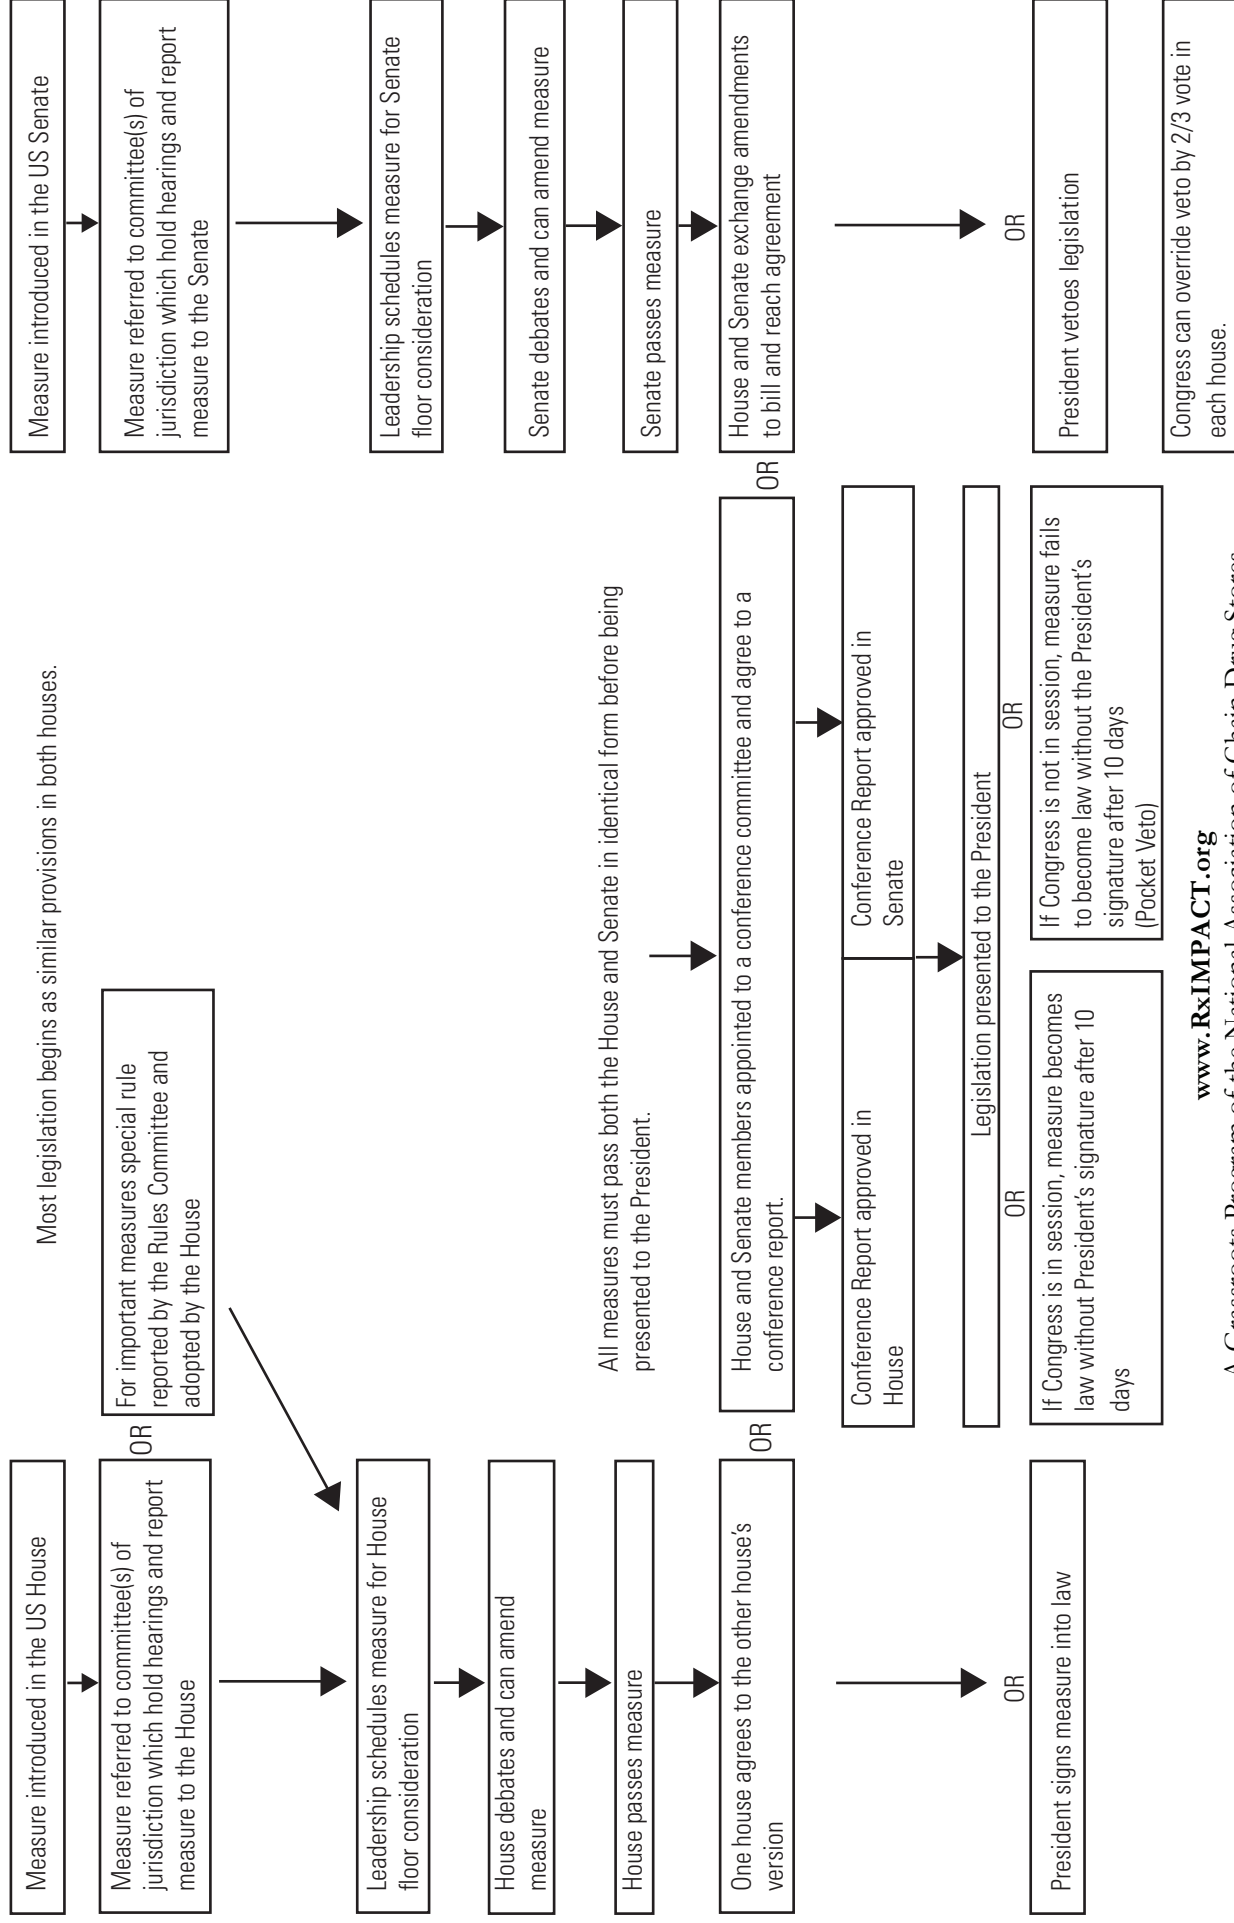 Measure introduced in the US House
Measure referred to committee(s) of
jurisdiction which hold hearings and report
measure to the House
OR
For important measures special rule
reported by the Rules Committee and
adopted by the House
Most legislation begins as similar provisions in both houses.
Measure introduced in the US Senate
Measure referred to committee(s) of
jurisdiction which hold hearings and report
measure to the Senate
Leadership schedules measure for House
floor consideration
Leadership schedules measure for Senate
floor consideration
House debates and can amend
measure
Senate debates and can amend measure
House passes measure
All measures must pass both the House and Senate in identical form before being
presented to the President.
Senate passes measure
One house agrees to the other house's
version
OR
House and Senate members appointed to a conference committee and agree to a
conference report.
OR
House and Senate exchange amendments
to bill and reach agreement
Conference Report approved in
House
Conference Report approved in
Senate
Legislation presented to the President
OR
OR
OR
OR
President signs measure into law
If Congress is in session, measure becomes
law without President's signature after 10
days
If Congress is not in session, measure fails
to become law without the President's
signature after 10 days
(Pocket Veto)
President vetoes legislation
Congress can override veto by 2/3 vote in
each house.
www.RxIMPACT.org
A Grassroots Program of the National Association of Chain Drug Stores